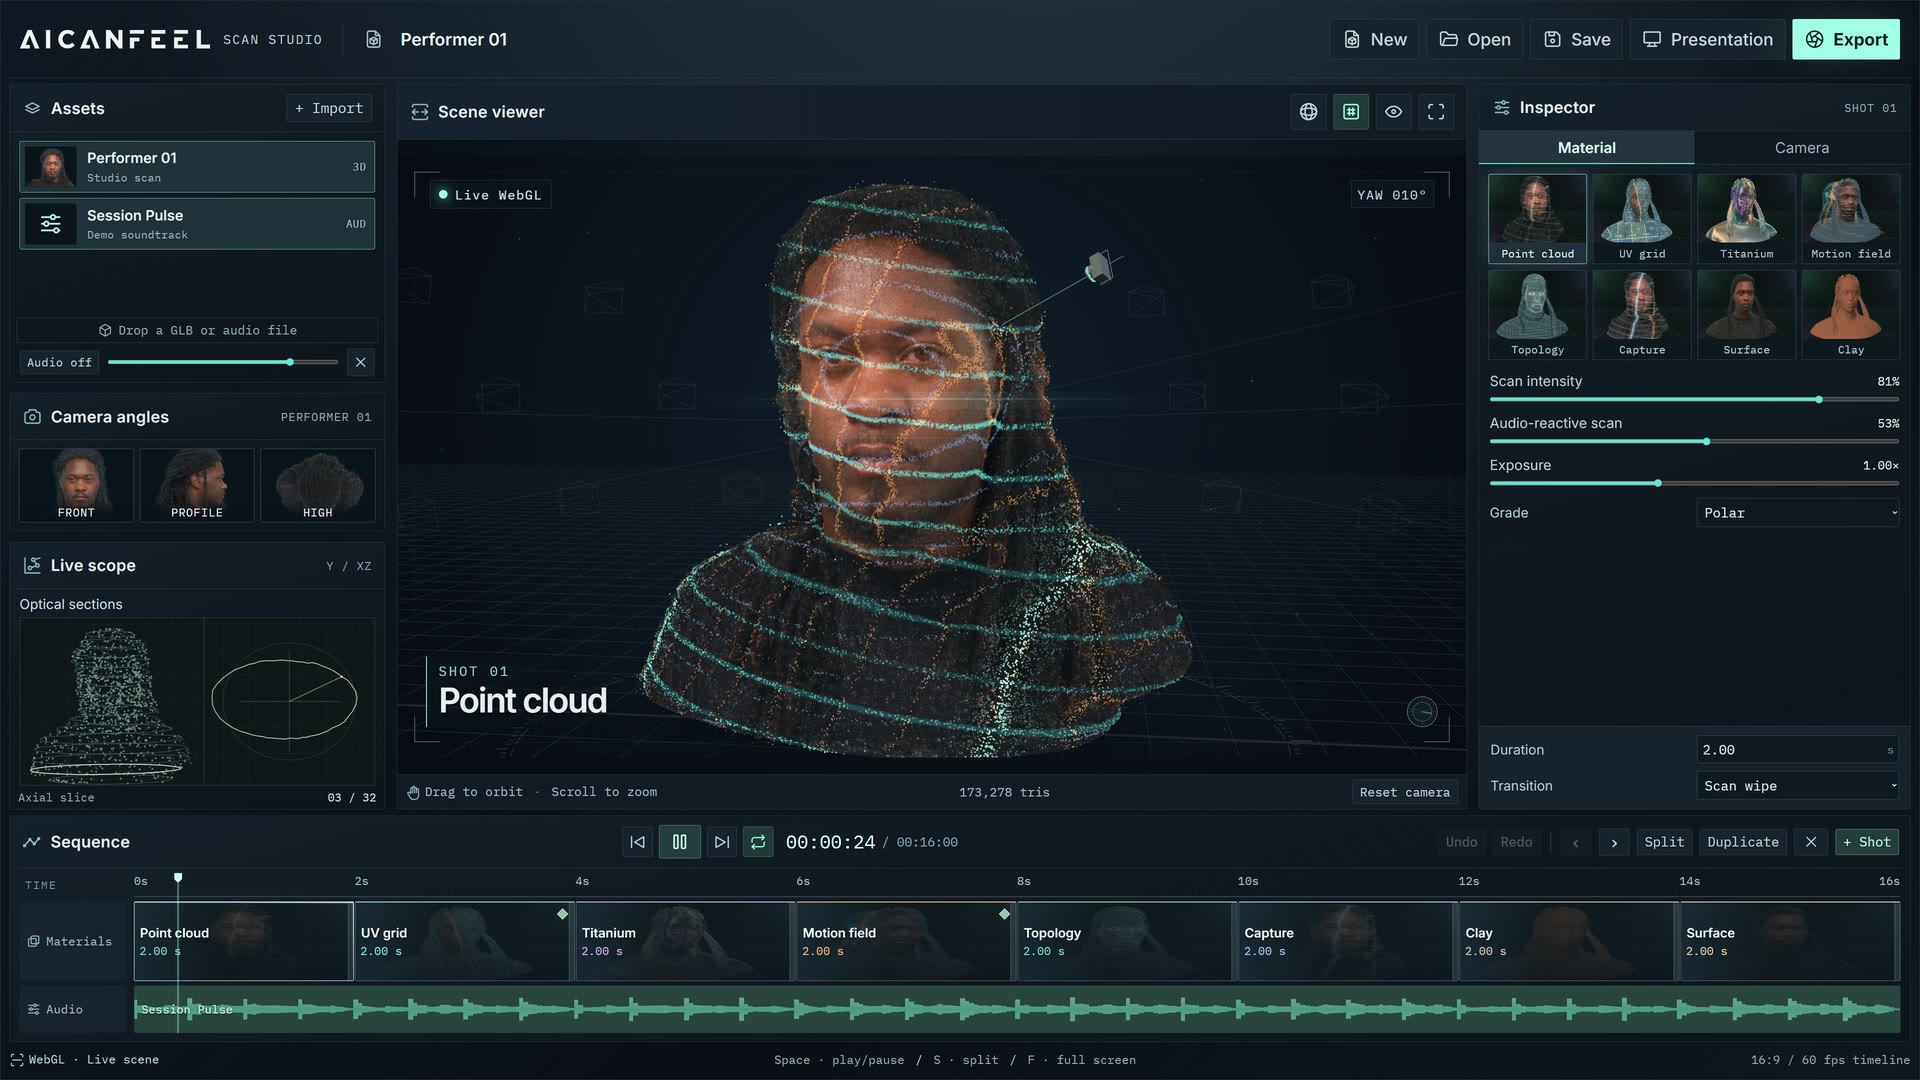 AICANFEEL SCAN STUDIO
Performer 01
New
Open
Save
Presentation
Export
Assets
+ Import
Performer 01
Studio scan
3D
Session Pulse
Demo soundtrack
AUD
Drop a GLB or audio file
Audio off
Camera angles
PERFORMER 01
FRONT
PROFILE
HIGH
Live scope
Y / XZ
Optical sections
Axial slice
03 / 32
Scene viewer
Live WebGL
YAW 010°
SHOT 01
Point cloud
Drag to orbit · Scroll to zoom
173,278 tris
Reset camera
Inspector
SHOT 01
Material
Camera
Point cloud
UV grid
Titanium
Motion field
Topology
Capture
Surface
Clay
Scan intensity
81%
Audio-reactive scan
53%
Exposure
1.00×
Grade
Polar
Duration
2.00 s
Transition
Scan wipe
Sequence
00:00:24 / 00:16:00
Undo
Redo
Split
Duplicate
+ Shot
TIME
0s
2s
4s
6s
8s
10s
12s
14s
16s
Materials
Point cloud
2.00 s
UV grid
2.00 s
Titanium
2.00 s
Motion field
2.00 s
Topology
2.00 s
Capture
2.00 s
Clay
2.00 s
Surface
2.00 s
Audio
Session Pulse
WebGL · Live scene
Space · play/pause / S · split / F · full screen
16:9 / 60 fps timeline